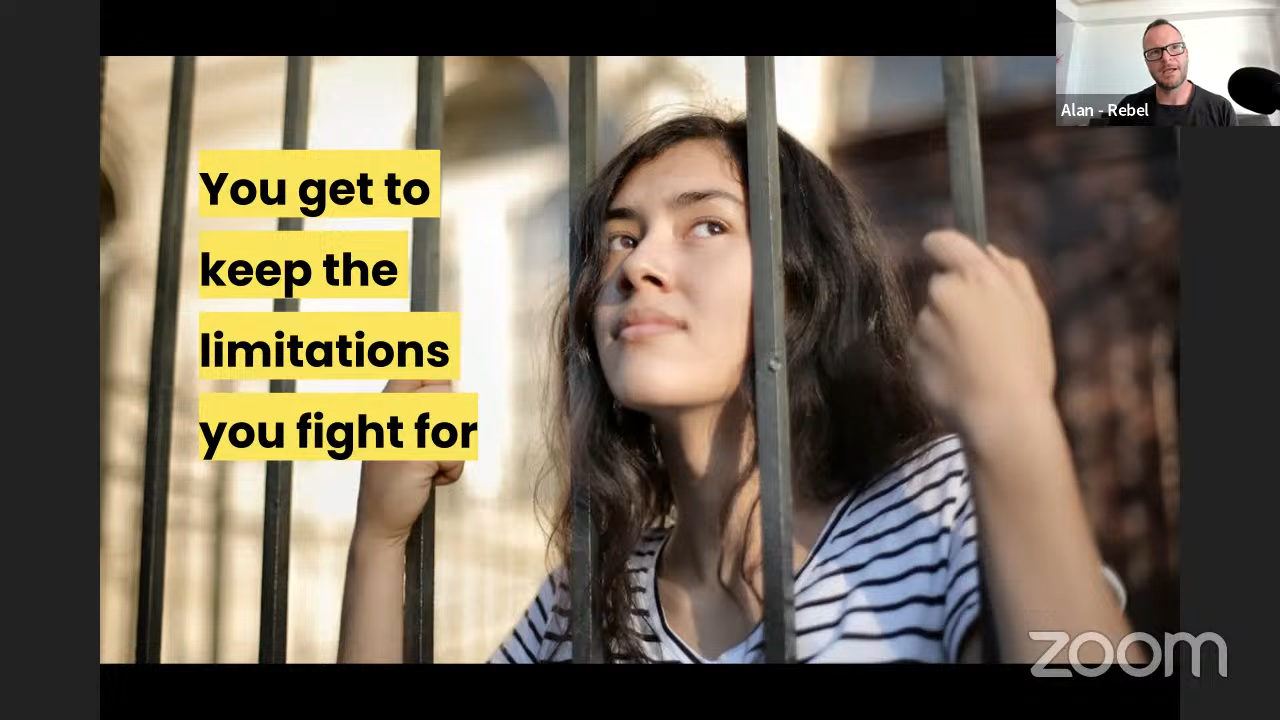 You get to
keep the
limitations
you fight for
Alan - Rebel
zoom